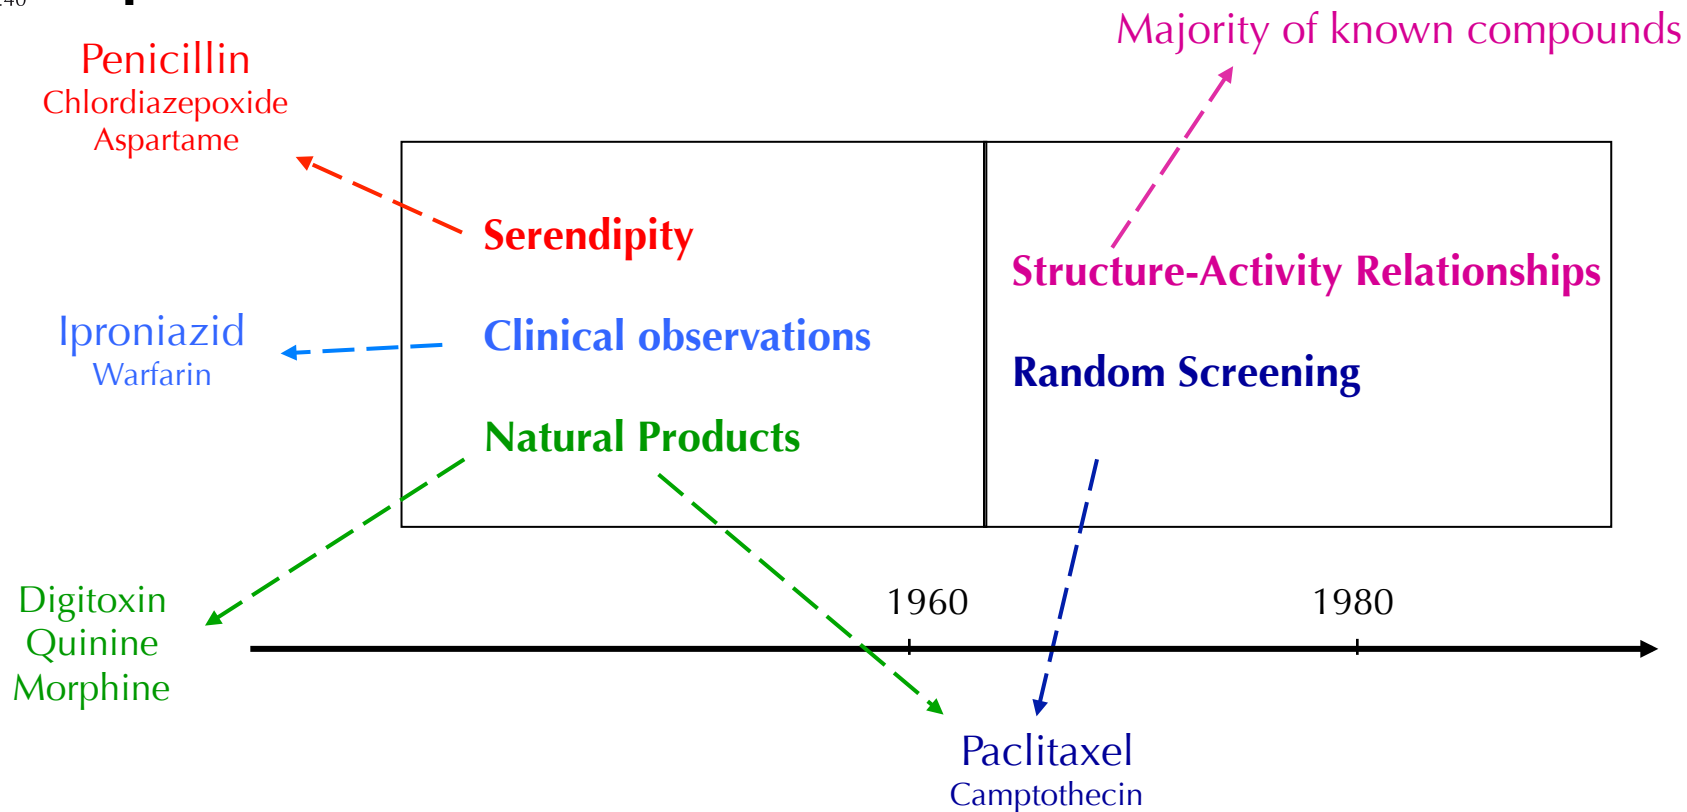 Majority of known compounds
Penicillin
Chlordiazepoxide
Aspartame
Serendipity
Structure-Activity Relationships
Iproniazid
Warfarin
Clinical observations
Random Screening
Natural Products
Digitoxin
Quinine
Morphine
1960
1980
Paclitaxel
Camptothecin